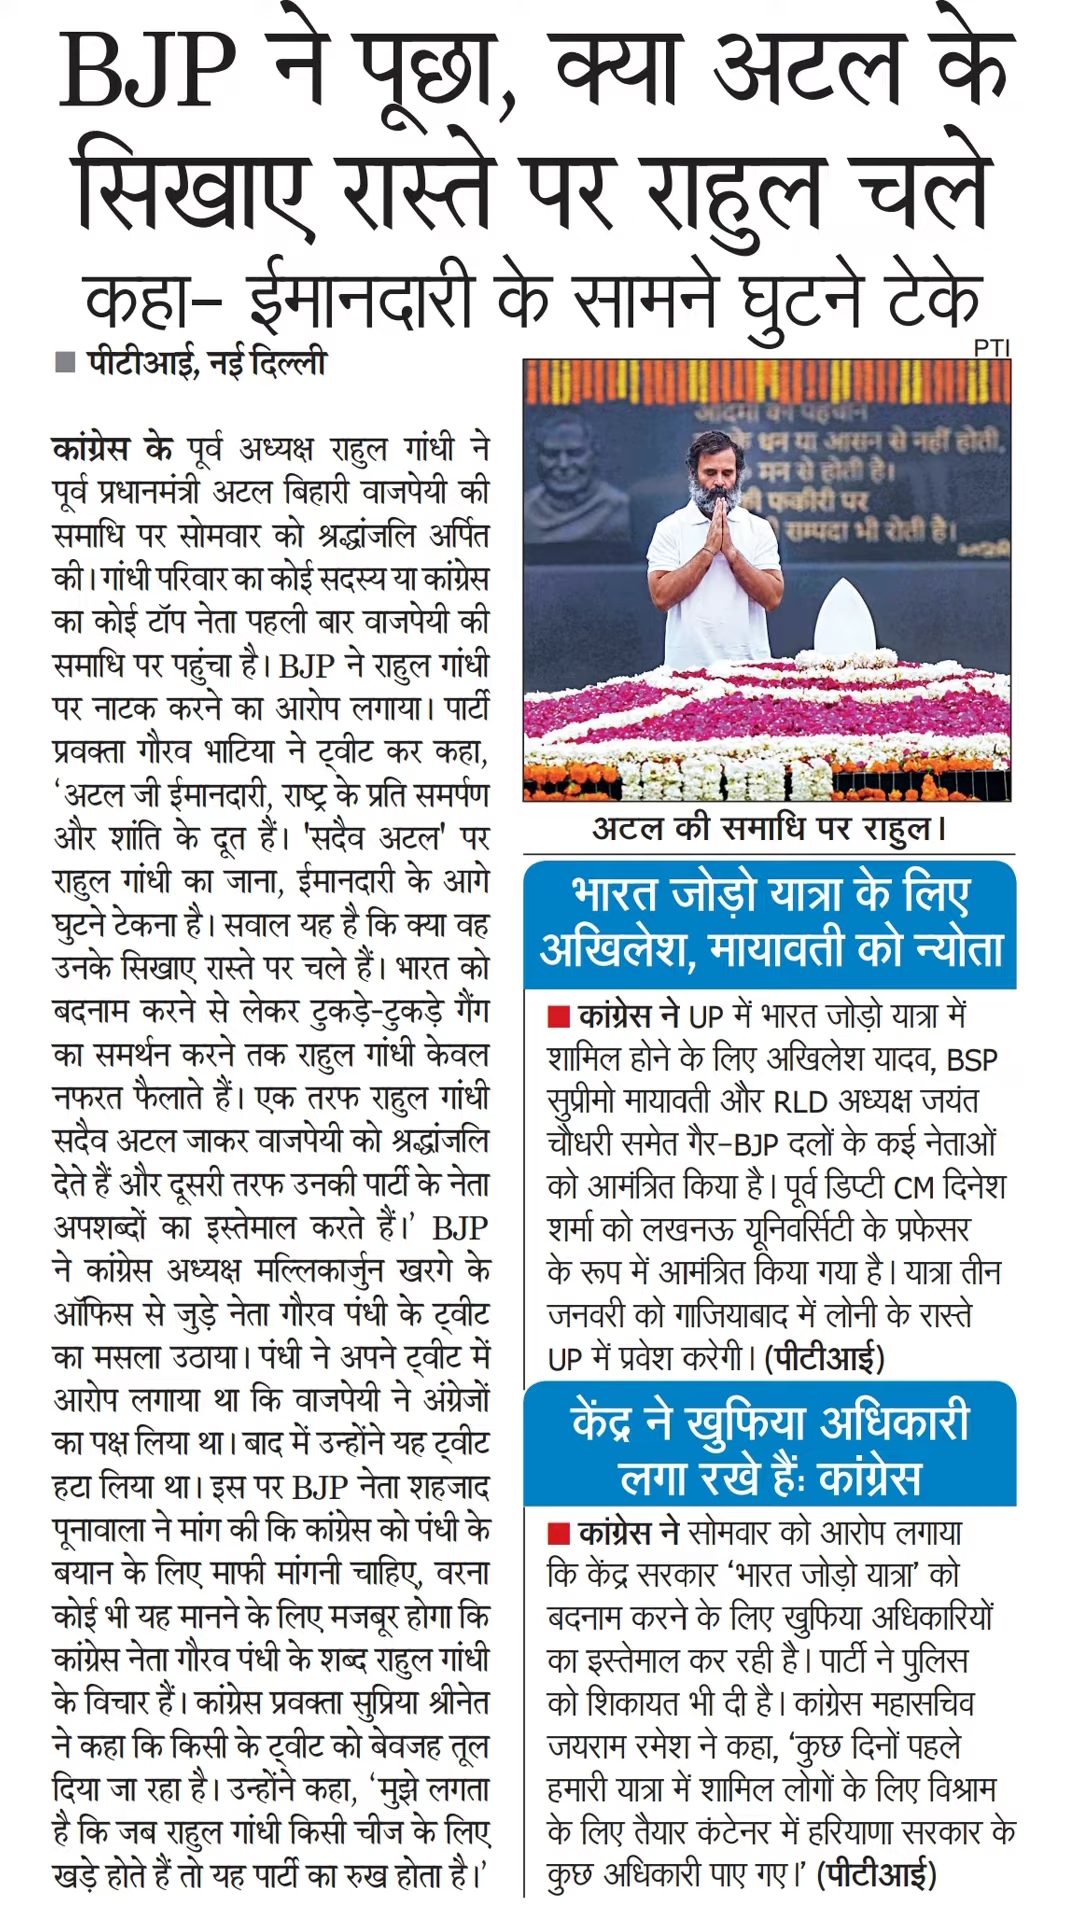 BJP ने पूछा, क्या अटल के
सिखाए रास्ते पर राहुल चले
कहा– ईमानदारी के सामने घुटने टेके
■ पीटीआई, नई दिल्ली
कांग्रेस के पूर्व अध्यक्ष राहुल गांधी ने
पूर्व प्रधानमंत्री अटल बिहारी वाजपेयी की
समाधि पर सोमवार को श्रद्धांजलि अर्पित
की। गांधी परिवार का कोई सदस्य या कांग्रेस
का कोई टॉप नेता पहली बार वाजपेयी की
समाधि पर पहुंचा है। BJP ने राहुल गांधी
पर नाटक करने का आरोप लगाया। पार्टी
प्रवक्ता गौरव भाटिया ने ट्वीट कर कहा,
‘अटल जी ईमानदारी, राष्ट्र के प्रति समर्पण
और शांति के दूत हैं। 'सदैव अटल' पर
राहुल गांधी का जाना, ईमानदारी के आगे
घुटने टेकना है। सवाल यह है कि क्या वह
उनके सिखाए रास्ते पर चले हैं। भारत को
बदनाम करने से लेकर टुकड़े-टुकड़े गैंग
का समर्थन करने तक राहुल गांधी केवल
नफरत फैलाते हैं। एक तरफ राहुल गांधी
सदैव अटल जाकर वाजपेयी को श्रद्धांजलि
देते हैं और दूसरी तरफ उनकी पार्टी के नेता
अपशब्दों का इस्तेमाल करते हैं।’ BJP
ने कांग्रेस अध्यक्ष मल्लिकार्जुन खरगे के
ऑफिस से जुड़े नेता गौरव पंधी के ट्वीट
का मसला उठाया। पंधी ने अपने ट्वीट में
आरोप लगाया था कि वाजपेयी ने अंग्रेजों
का पक्ष लिया था। बाद में उन्होंने यह ट्वीट
हटा लिया था। इस पर BJP नेता शहजाद
पूनावाला ने मांग की कि कांग्रेस को पंधी के
बयान के लिए माफी मांगनी चाहिए, वरना
कोई भी यह मानने के लिए मजबूर होगा कि
कांग्रेस नेता गौरव पंधी के शब्द राहुल गांधी
के विचार हैं। कांग्रेस प्रवक्ता सुप्रिया श्रीनेत
ने कहा कि किसी के ट्वीट को बेवजह तूल
दिया जा रहा है। उन्होंने कहा, ‘मुझे लगता
है कि जब राहुल गांधी किसी चीज के लिए
खड़े होते हैं तो यह पार्टी का रुख होता है।’
PTI
आदमी की पहचान
के धन या आसन से नहीं होती,
मन से होती है।
की फकीरी पर
सम्पदा भी रोती है।
अटल की समाधि पर राहुल।
भारत जोड़ो यात्रा के लिए
अखिलेश, मायावती को न्योता
■ कांग्रेस ने UP में भारत जोड़ो यात्रा में
शामिल होने के लिए अखिलेश यादव, BSP
सुप्रीमो मायावती और RLD अध्यक्ष जयंत
चौधरी समेत गैर–BJP दलों के कई नेताओं
को आमंत्रित किया है। पूर्व डिप्टी CM दिनेश
शर्मा को लखनऊ यूनिवर्सिटी के प्रफेसर
के रूप में आमंत्रित किया गया है। यात्रा तीन
जनवरी को गाजियाबाद में लोनी के रास्ते
UP में प्रवेश करेगी। (पीटीआई)
केंद्र ने खुफिया अधिकारी
लगा रखे हैं: कांग्रेस
■ कांग्रेस ने सोमवार को आरोप लगाया
कि केंद्र सरकार ‘भारत जोड़ो यात्रा’ को
बदनाम करने के लिए खुफिया अधिकारियों
का इस्तेमाल कर रही है। पार्टी ने पुलिस
को शिकायत भी दी है। कांग्रेस महासचिव
जयराम रमेश ने कहा, ‘कुछ दिनों पहले
हमारी यात्रा में शामिल लोगों के लिए विश्राम
के लिए तैयार कंटेनर में हरियाणा सरकार के
कुछ अधिकारी पाए गए।’ (पीटीआई)